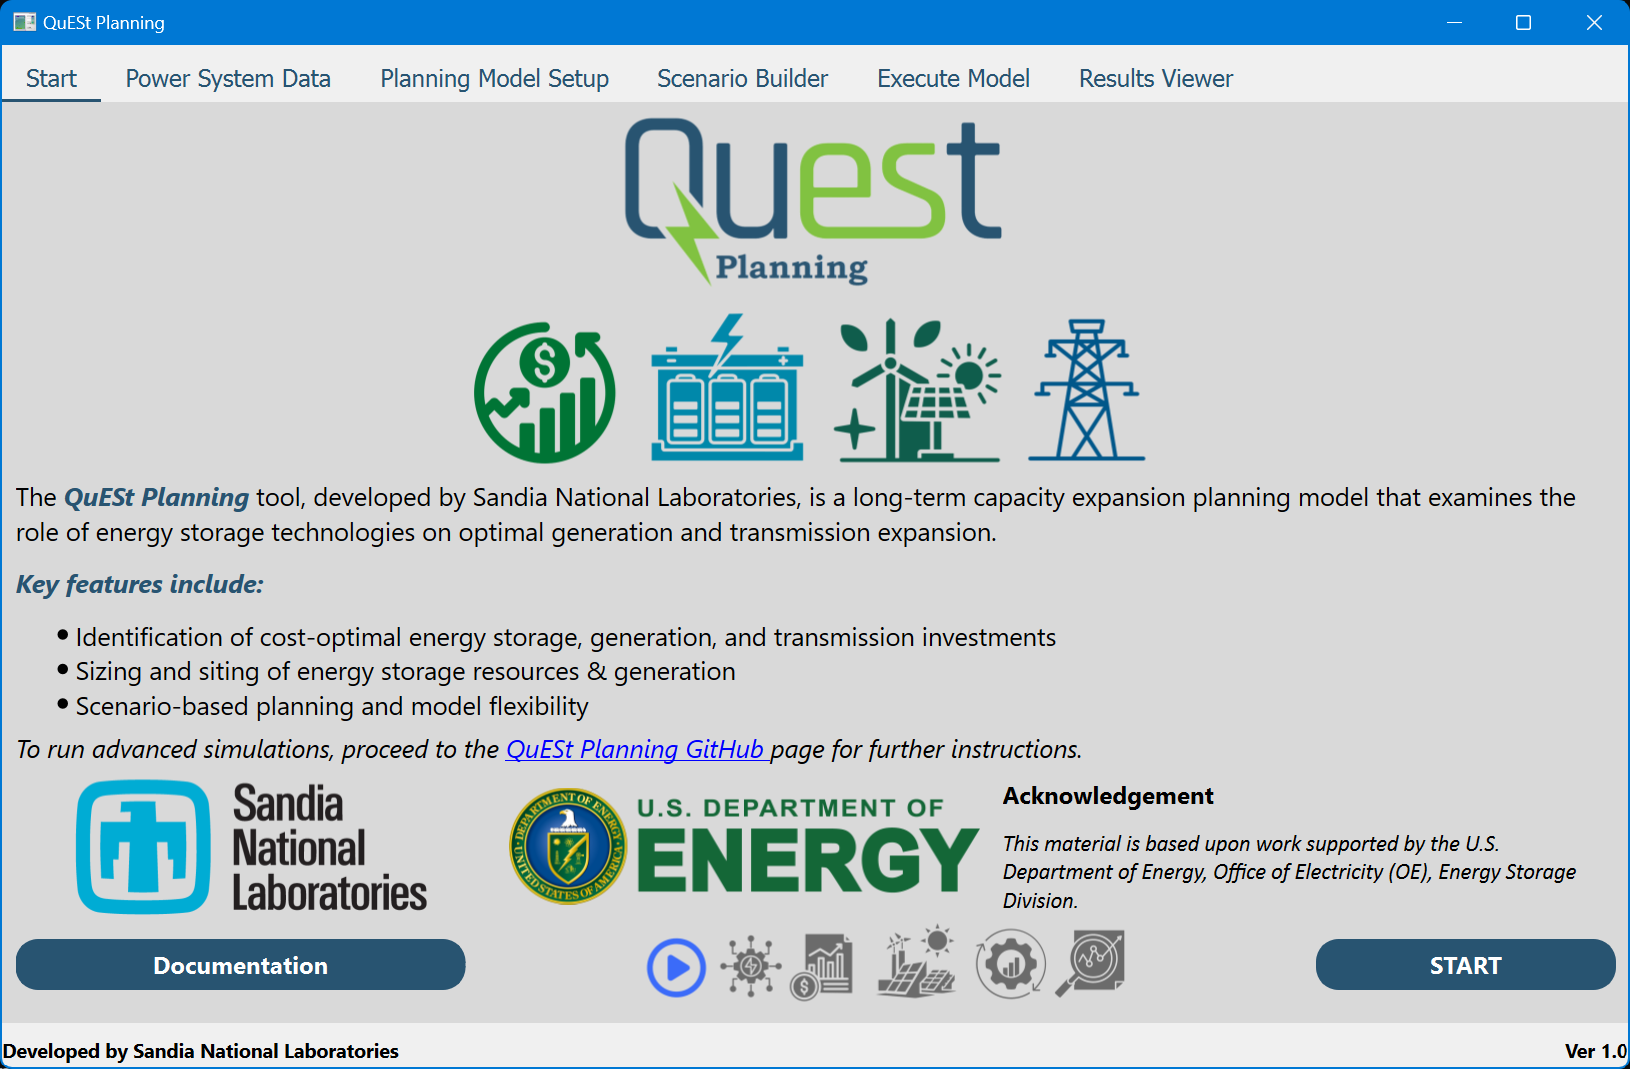 QuESt Planning
Start Power System Data Planning Model Setup Scenario Builder Execute Model Results Viewer
Quest
Planning
The QuESt Planning tool, developed by Sandia National Laboratories, is a long-term capacity expansion planning model that examines the
role of energy storage technologies on optimal generation and transmission expansion.
Key features include:
• Identification of cost-optimal energy storage, generation, and transmission investments
• Sizing and siting of energy storage resources & generation
• Scenario-based planning and model flexibility
To run advanced simulations, proceed to the QuESt Planning GitHub page for further instructions.
Sandia
National
Laboratories
DEPARTMENT OF ENERGY
UNITED STATES OF AMERICA
U.S. DEPARTMENT OF
ENERGY
Acknowledgement
This material is based upon work supported by the U.S.
Department of Energy, Office of Electricity (OE), Energy Storage
Division.
Documentation
START
Developed by Sandia National Laboratories
Ver 1.0